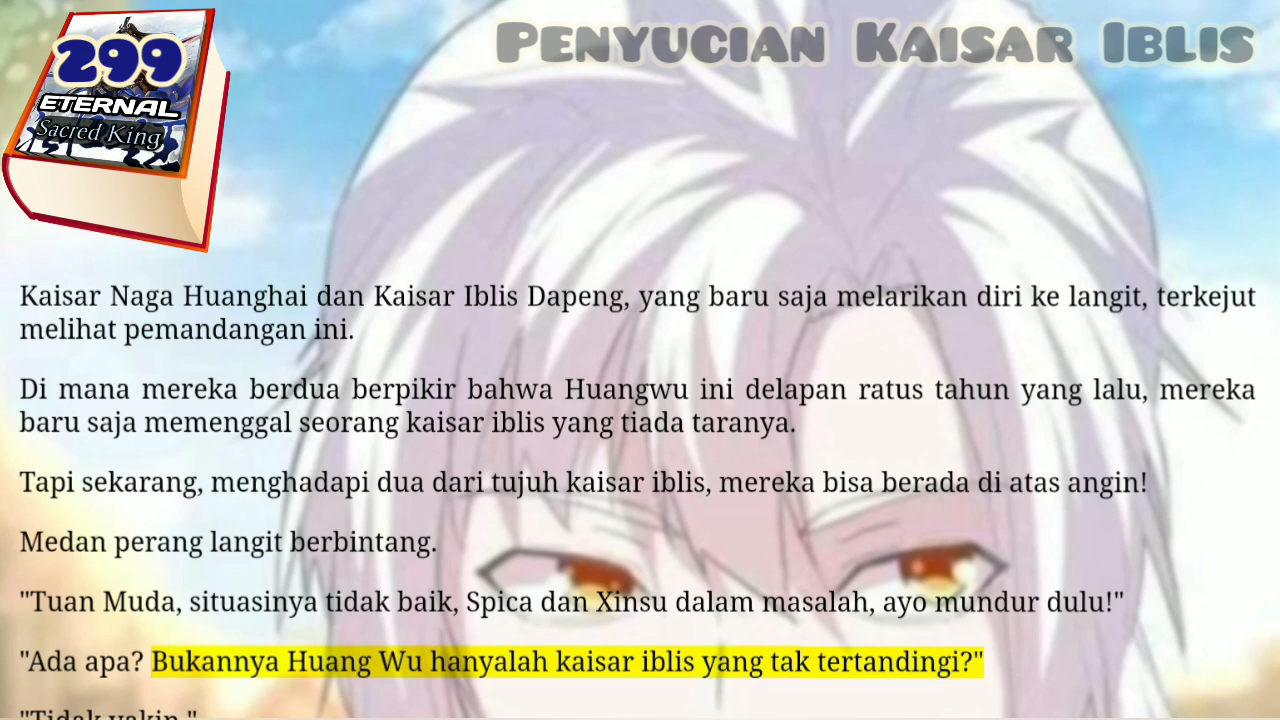 299
ETERNAL
Sacred King
Penyucian Kaisar Iblis
Kaisar Naga Huanghai dan Kaisar Iblis Dapeng, yang baru saja melarikan diri ke langit, terkejut
melihat pemandangan ini.
Di mana mereka berdua berpikir bahwa Huangwu ini delapan ratus tahun yang lalu, mereka
baru saja memenggal seorang kaisar iblis yang tiada taranya.
Tapi sekarang, menghadapi dua dari tujuh kaisar iblis, mereka bisa berada di atas angin!
Medan perang langit berbintang.
"Tuan Muda, situasinya tidak baik, Spica dan Xinsu dalam masalah, ayo mundur dulu!"
"Ada apa? Bukannya Huang Wu hanyalah kaisar iblis yang tak tertandingi?"
"Tidak yakin."